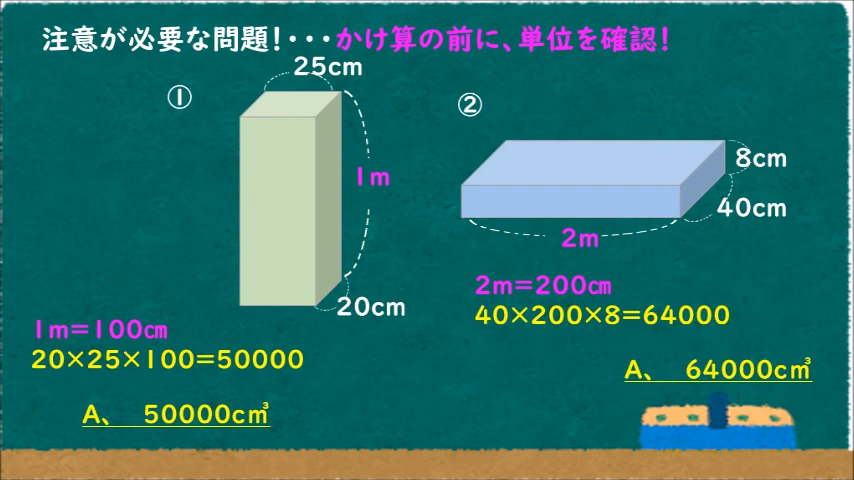 注意が必要な問題!・・・かけ算の前に、単位を確認!
①
25cm
1m
20cm
1m=100㎝
20×25×100=50000
A、 50000c㎥
②
8cm
40cm
2m
2m=200㎝
40×200×8=64000
A、 64000c㎥